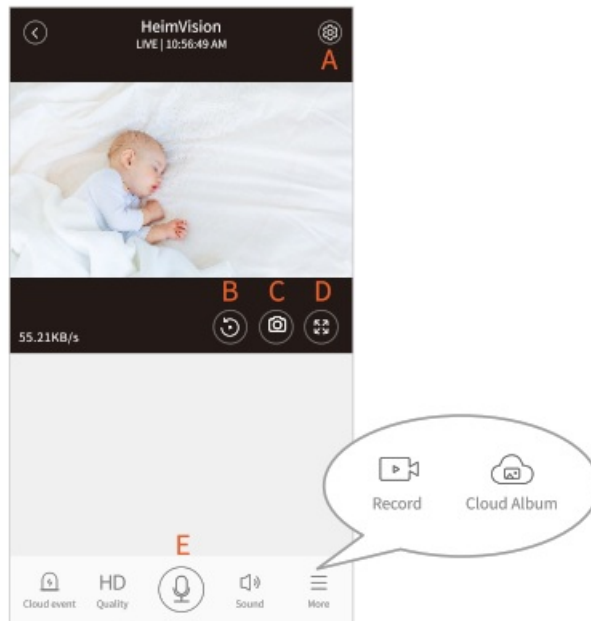 HeimVision
LIVE | 10:56:49 AM
A
B C D
55.21KB/s
Record Cloud Album
E
HD
Cloud event Quality Sound More